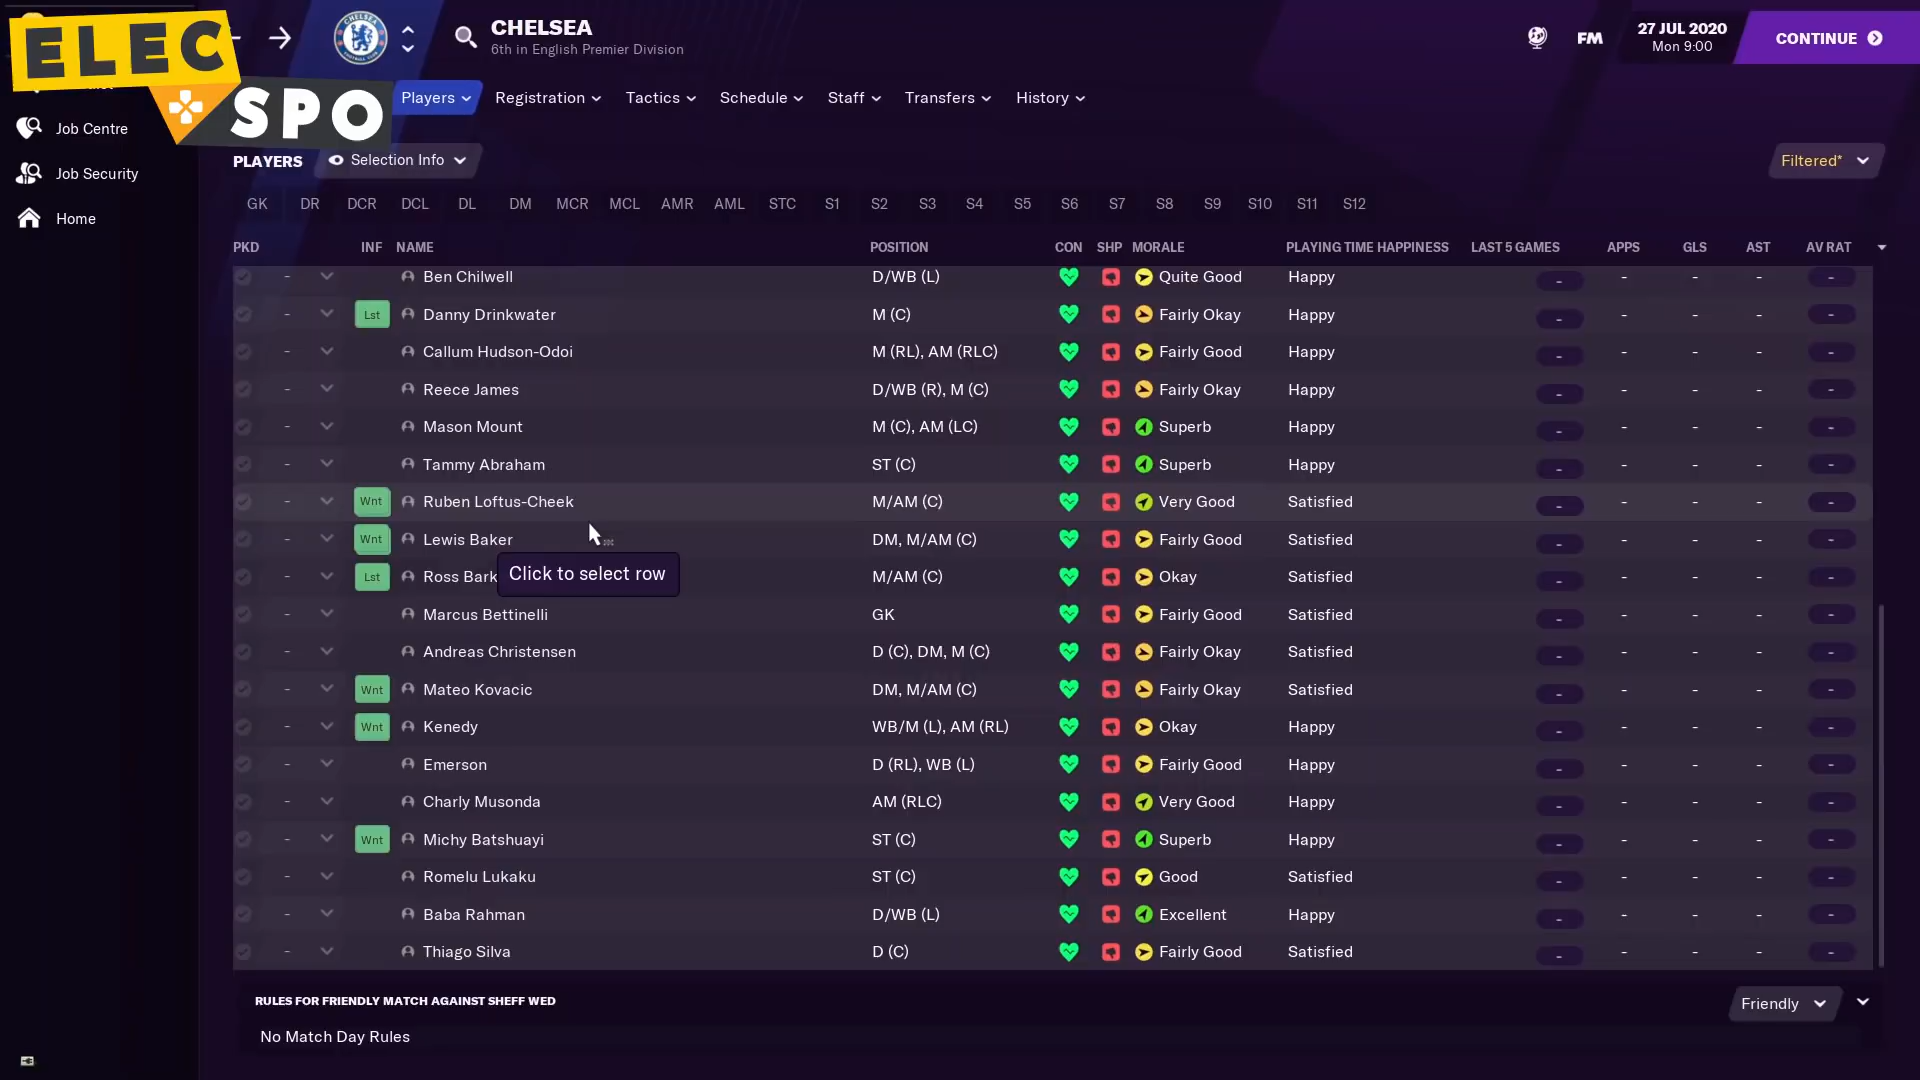 ELEC
SPO
CHELSEA
6th in English Premier Division
FM
27 JUL 2020
Mon 9:00
CONTINUE
Players
Registration
Tactics
Schedule
Staff
Transfers
History
Job Centre
Job Security
Home
PLAYERS
Selection Info
Filtered*
GK DR DCR DCL DL DM MCR MCL AMR AML STC S1 S2 S3 S4 S5 S6 S7 S8 S9 S10 S11 S12
PKD INF NAME POSITION CON SHP MORALE PLAYING TIME HAPPINESS LAST 5 GAMES APPS GLS AST AV RAT
- Ben Chilwell D/WB (L) Quite Good Happy - - - - -
- Lst Danny Drinkwater M (C) Fairly Okay Happy - - - - -
- Callum Hudson-Odoi M (RL), AM (RLC) Fairly Good Happy - - - - -
- Reece James D/WB (R), M (C) Fairly Okay Happy - - - - -
- Mason Mount M (C), AM (LC) Superb Happy - - - - -
- Tammy Abraham ST (C) Superb Happy - - - - -
- Wnt Ruben Loftus-Cheek M/AM (C) Very Good Satisfied - - - - -
- Wnt Lewis Baker DM, M/AM (C) Fairly Good Satisfied - - - - -
- Lst Ross Bark M/AM (C) Okay Satisfied - - - - -
Click to select row
- Marcus Bettinelli GK Fairly Good Satisfied - - - - -
- Andreas Christensen D (C), DM, M (C) Fairly Okay Satisfied - - - - -
- Wnt Mateo Kovacic DM, M/AM (C) Fairly Okay Satisfied - - - - -
- Wnt Kenedy WB/M (L), AM (RL) Okay Happy - - - - -
- Emerson D (RL), WB (L) Fairly Good Happy - - - - -
- Charly Musonda AM (RLC) Very Good Happy - - - - -
- Wnt Michy Batshuayi ST (C) Superb Happy - - - - -
- Romelu Lukaku ST (C) Good Satisfied - - - - -
- Baba Rahman D/WB (L) Excellent Happy - - - - -
- Thiago Silva D (C) Fairly Good Satisfied - - - - -
RULES FOR FRIENDLY MATCH AGAINST SHEFF WED
Friendly
No Match Day Rules